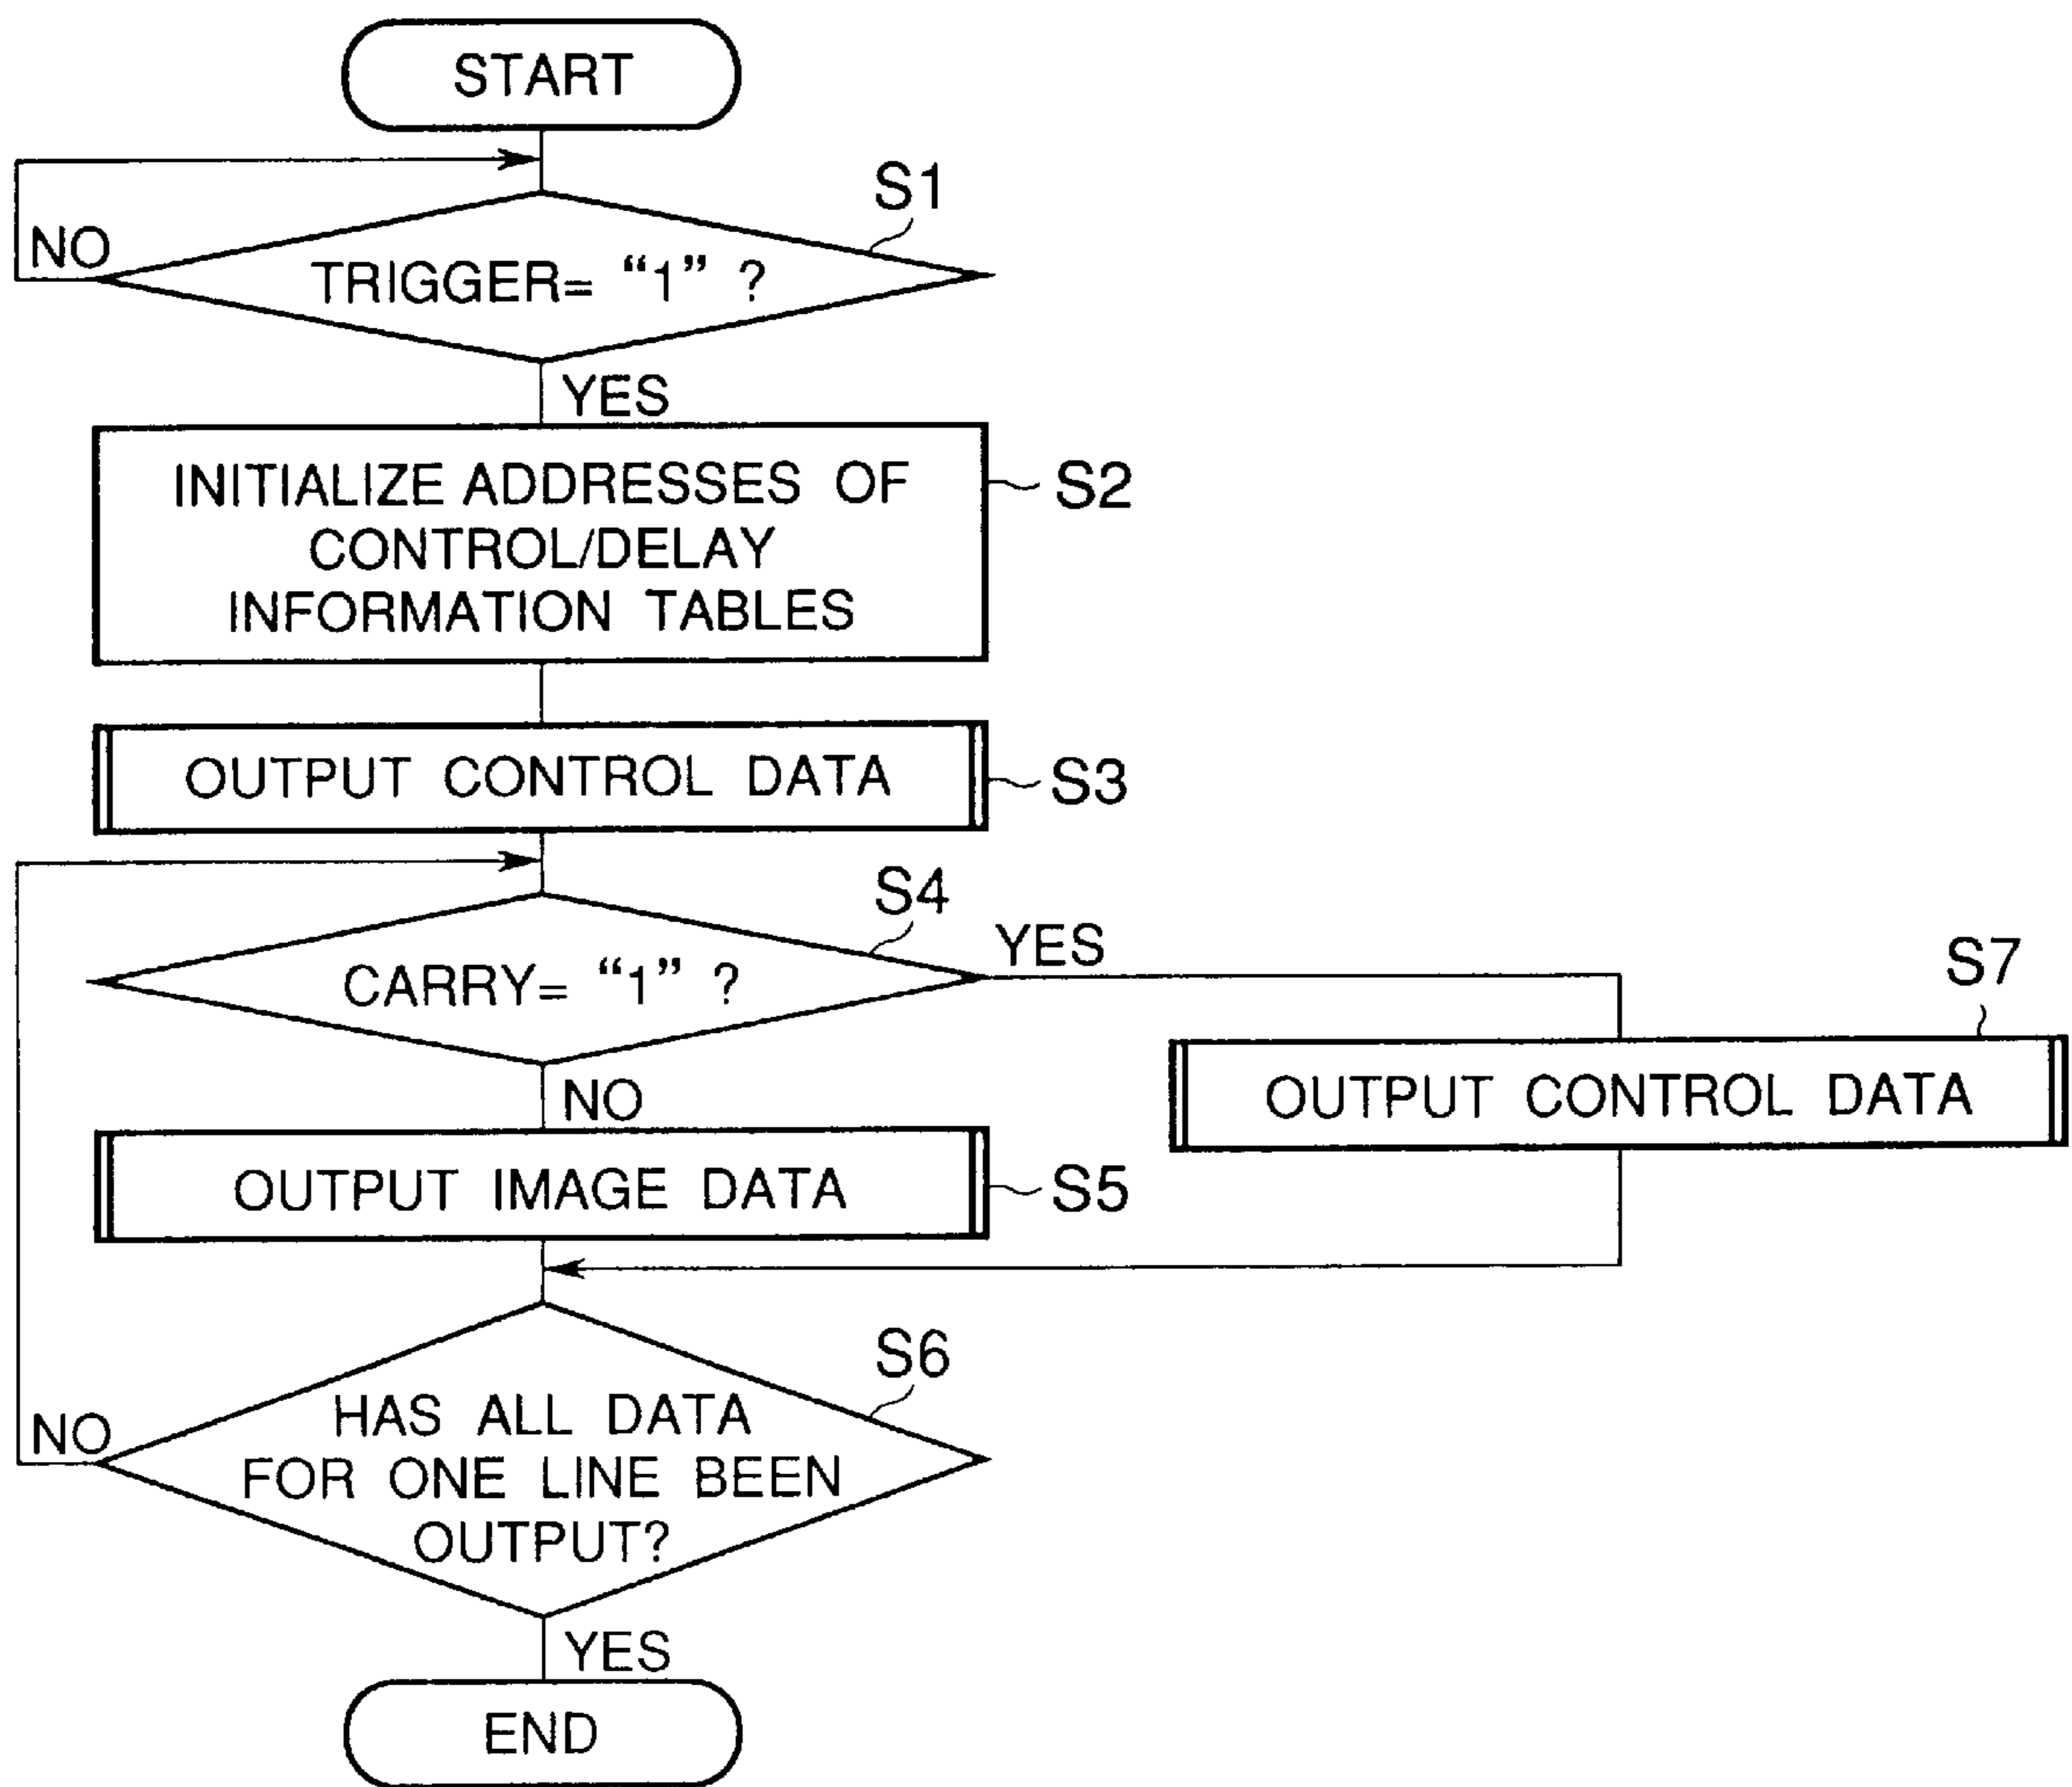 START
S1
NO
TRIGGER= “1” ?
YES
INITIALIZE ADDRESSES OF
CONTROL/DELAY
INFORMATION TABLES
S2
OUTPUT CONTROL DATA
S3
S4
YES
CARRY= “1” ?
S7
NO
OUTPUT CONTROL DATA
OUTPUT IMAGE DATA
S5
S6
HAS ALL DATA
FOR ONE LINE BEEN
OUTPUT?
NO
YES
END